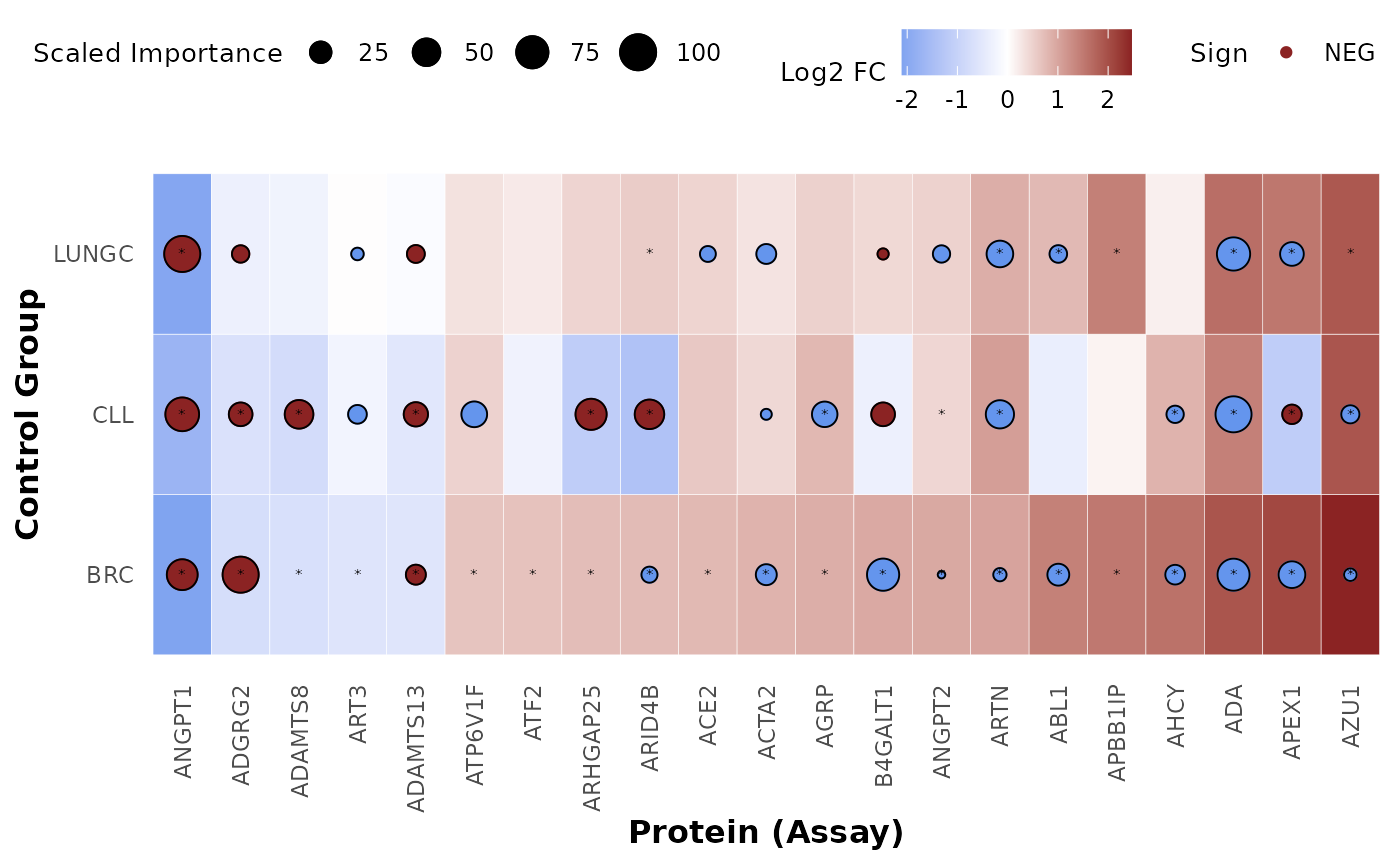 Scaled Importance 25 50 75 100
Log2 FC
-2 -1 0 1 2
Sign NEG
Control Group
LUNGC
CLL
BRC
ANGPT1
ADGRG2
ADAMTS8
ART3
ADAMTS13
ATP6V1F
ATF2
ARHGAP25
ARID4B
ACE2
ACTA2
AGRP
B4GALT1
ANGPT2
ARTN
ABL1
APBB1IP
AHCY
ADA
APEX1
AZU1
Protein (Assay)